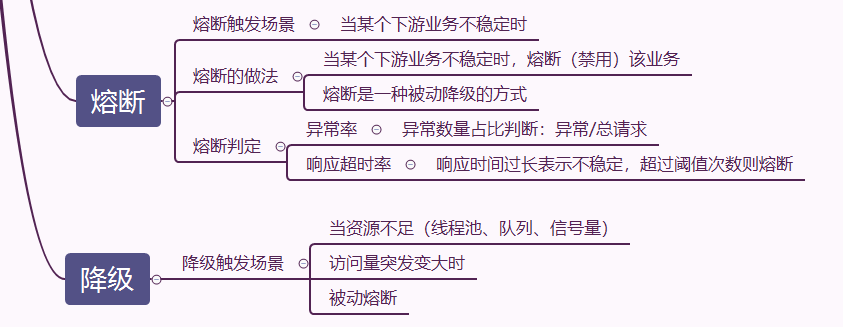 熔断触发场景
当某个下游业务不稳定时
当某个下游业务不稳定时，熔断（禁用）该业务
熔断的做法
熔断是一种被动降级的方式
熔断
异常率
异常数量占比判断：异常/总请求
熔断判定
响应超时率
响应时间过长表示不稳定，超过阈值次数则熔断
当资源不足（线程池、队列、信号量）
降级
降级触发场景
访问量突发变大时
被动熔断